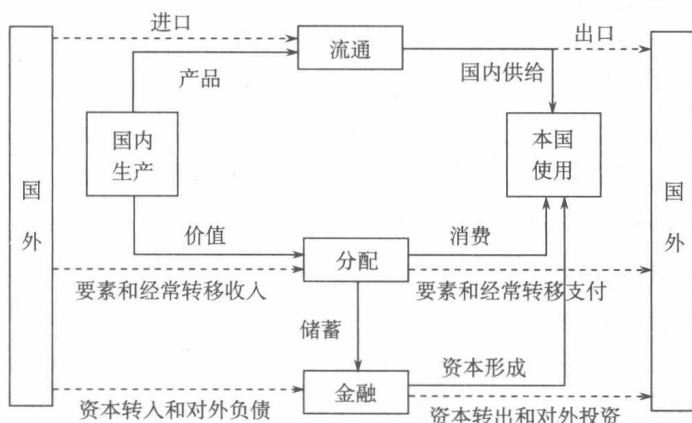 进口
流通
出口
产品
国内供给
国内
生产
本国
使用
国
外
国
外
价值
分配
消费
要素和经常转移收入
要素和经常转移支付
储蓄
资本形成
金融
资本转入和对外负债
资本转出和对外投资